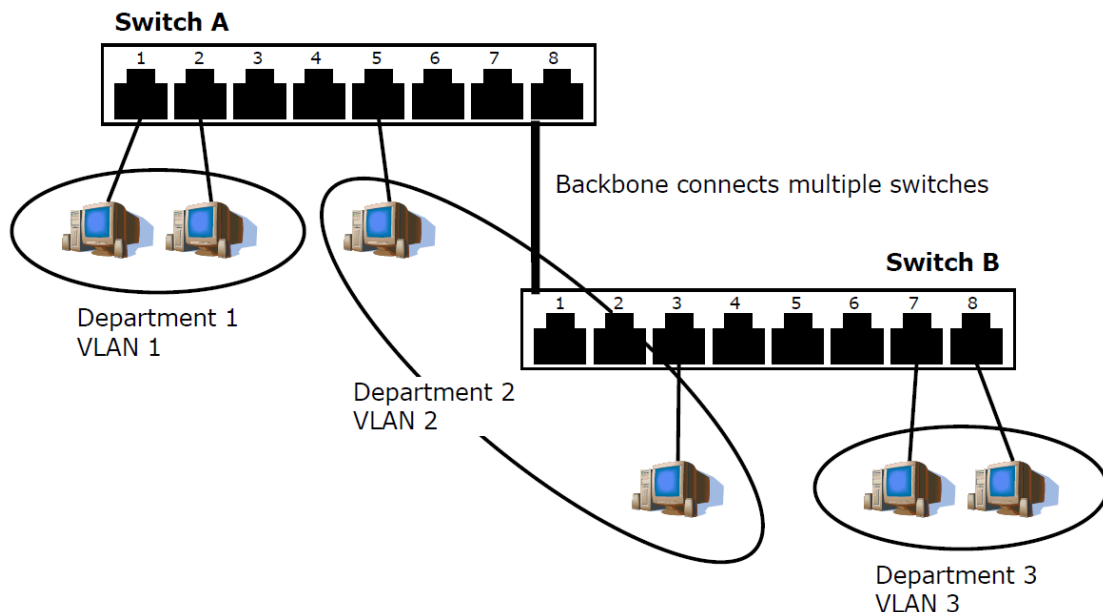 Switch A
1 2 3 4 5 6 7 8
Backbone connects multiple switches
Switch B
1 2 3 4 5 6 7 8
Department 1
VLAN 1
Department 2
VLAN 2
Department 3
VLAN 3